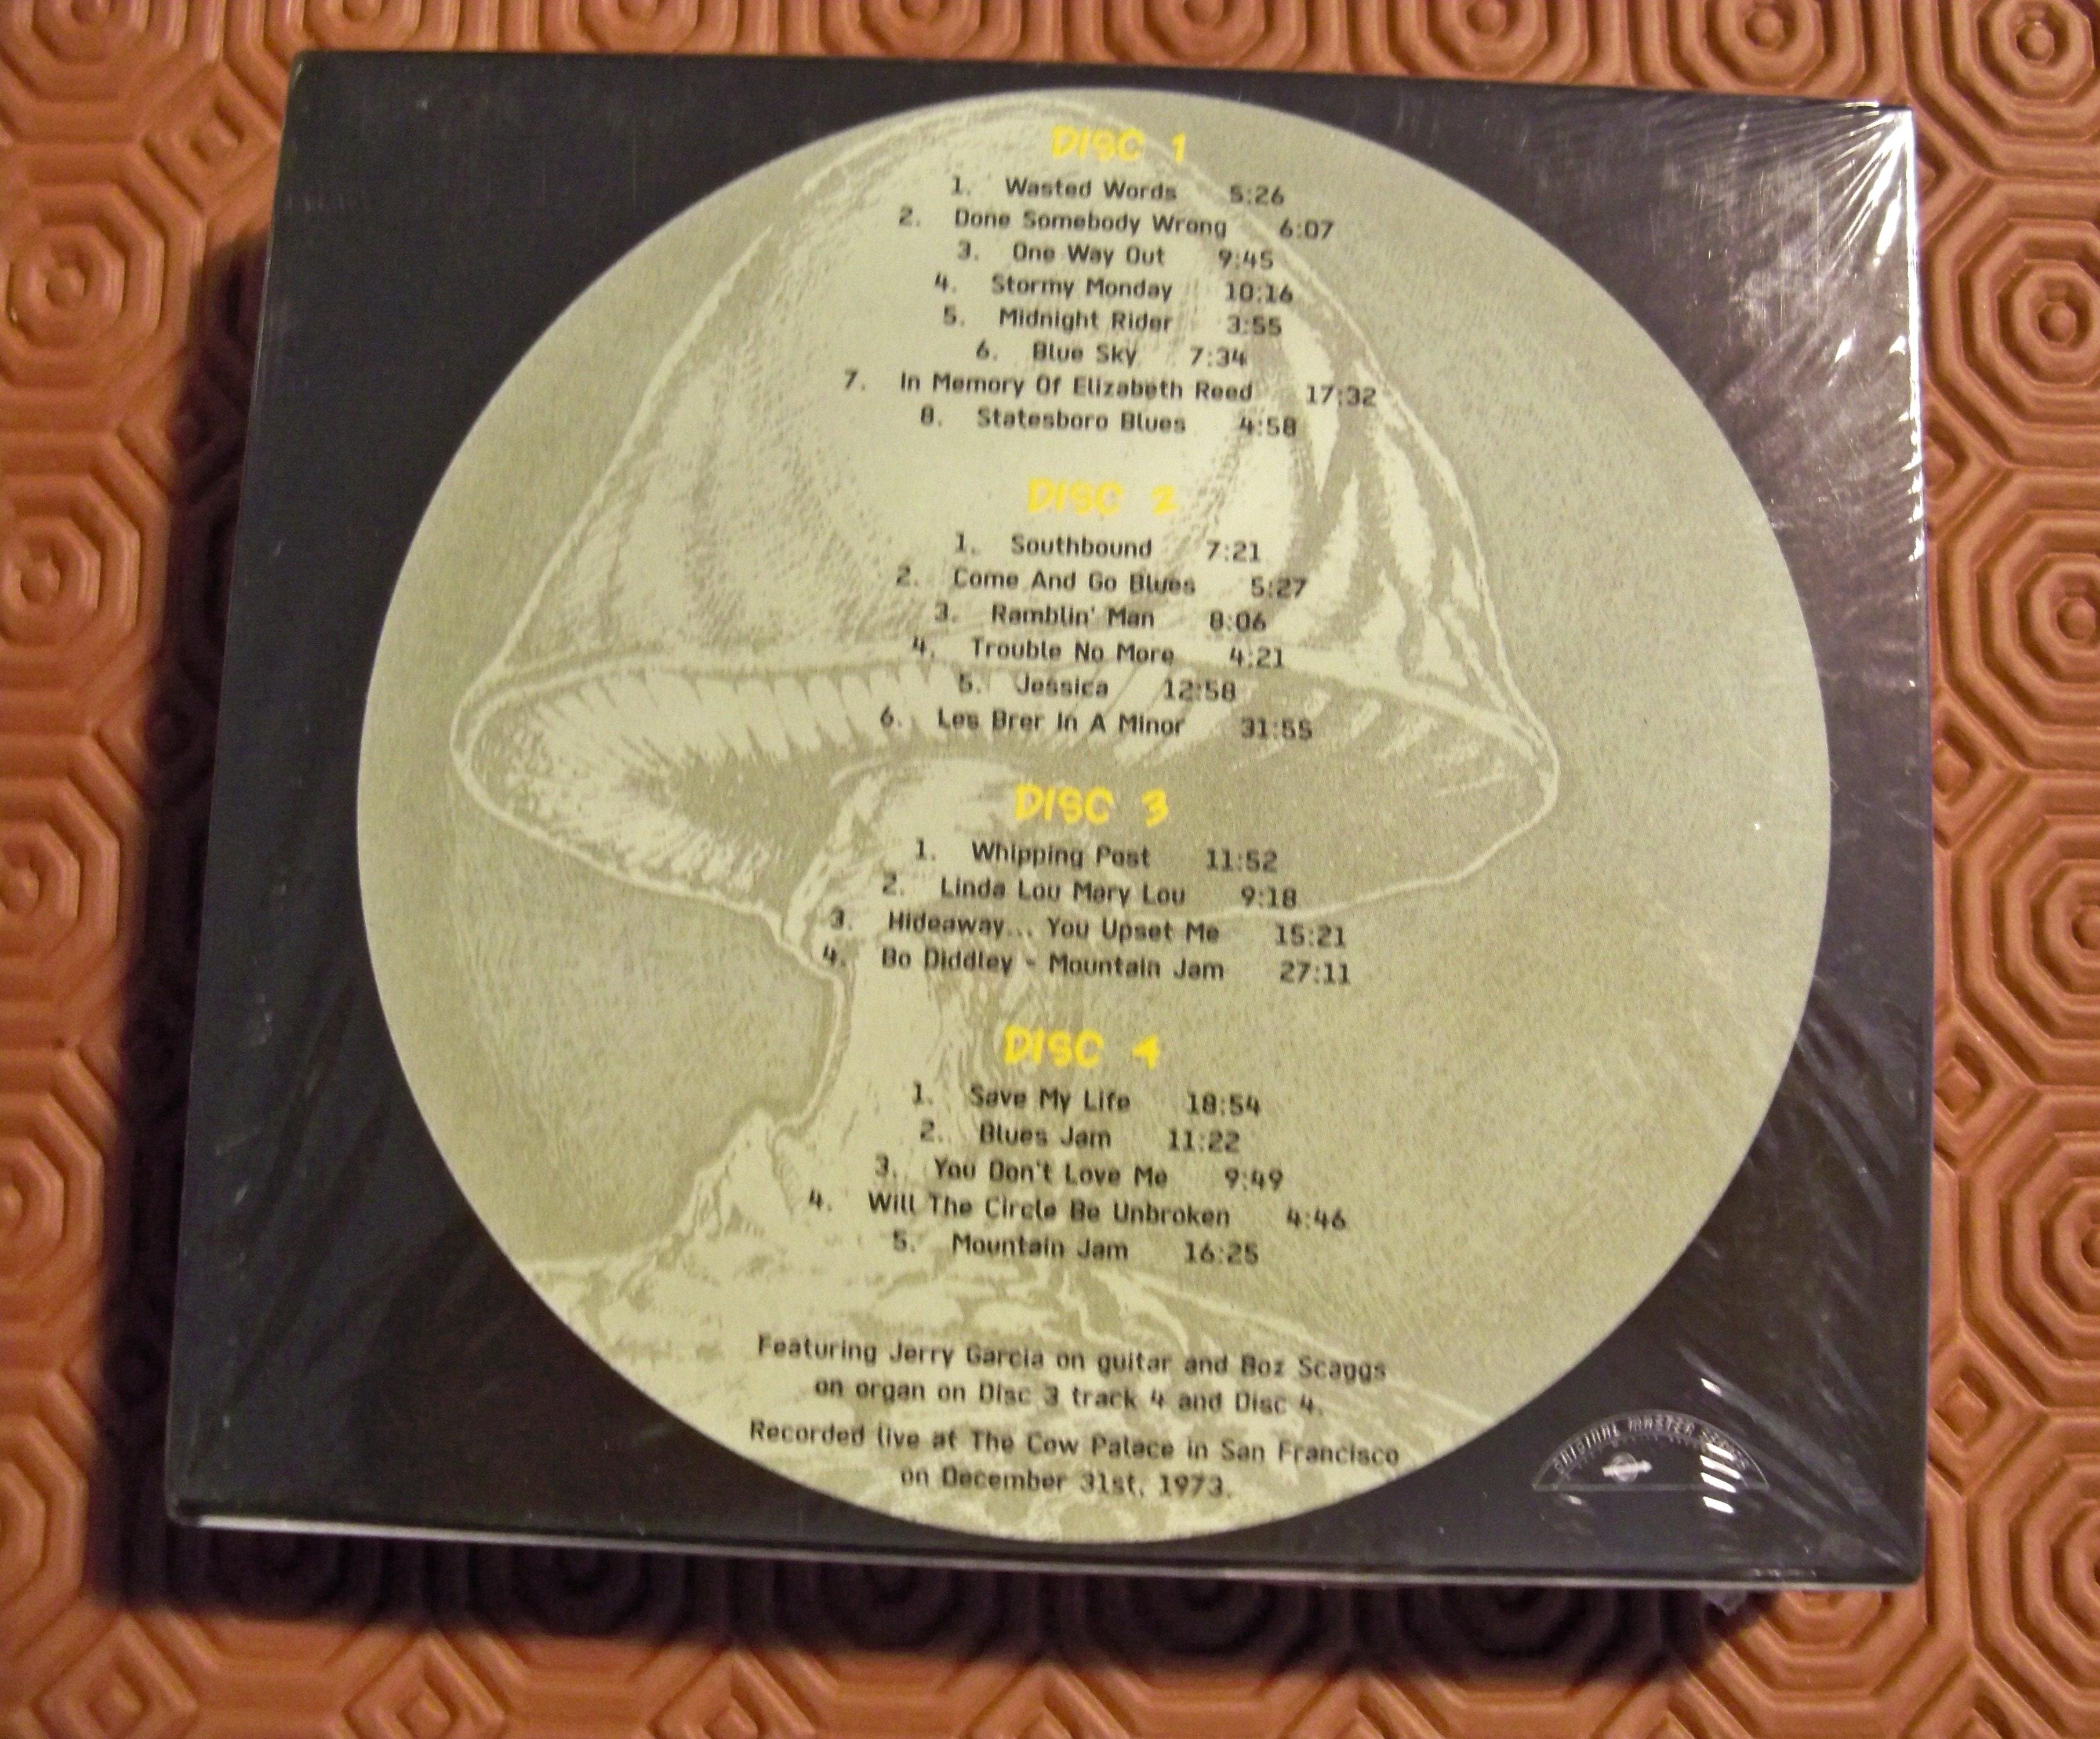 DISC 1
1. Wasted Words 5:26
2. Done Somebody Wrong 6:07
3. One Way Out 9:45
4. Stormy Monday 10:16
5. Midnight Rider 3:55
6. Blue Sky 7:34
7. In Memory Of Elizabeth Reed 17:32
8. Statesboro Blues 4:58
DISC 2
1. Southbound 7:21
2. Come And Go Blues 5:27
3. Ramblin' Man 8:06
4. Trouble No More 4:21
5. Jessica 12:58
6. Les Brer In A Minor 31:55
DISC 3
1. Whipping Post 11:52
2. Linda Lou Mary Lou 9:18
3. Hideaway... You Upset Me 15:21
4. Bo Diddley - Mountain Jam 27:11
DISC 4
1. Save My Life 18:54
2. Blues Jam 11:22
3. You Don't Love Me 9:49
4. Will The Circle Be Unbroken 4:46
5. Mountain Jam 16:25
Featuring Jerry Garcia on guitar and Boz Scaggs
on organ on Disc 3 track 4 and Disc 4.
Recorded live at The Cow Palace in San Francisco
on December 31st, 1973.
ORIGINAL MASTER SERIES